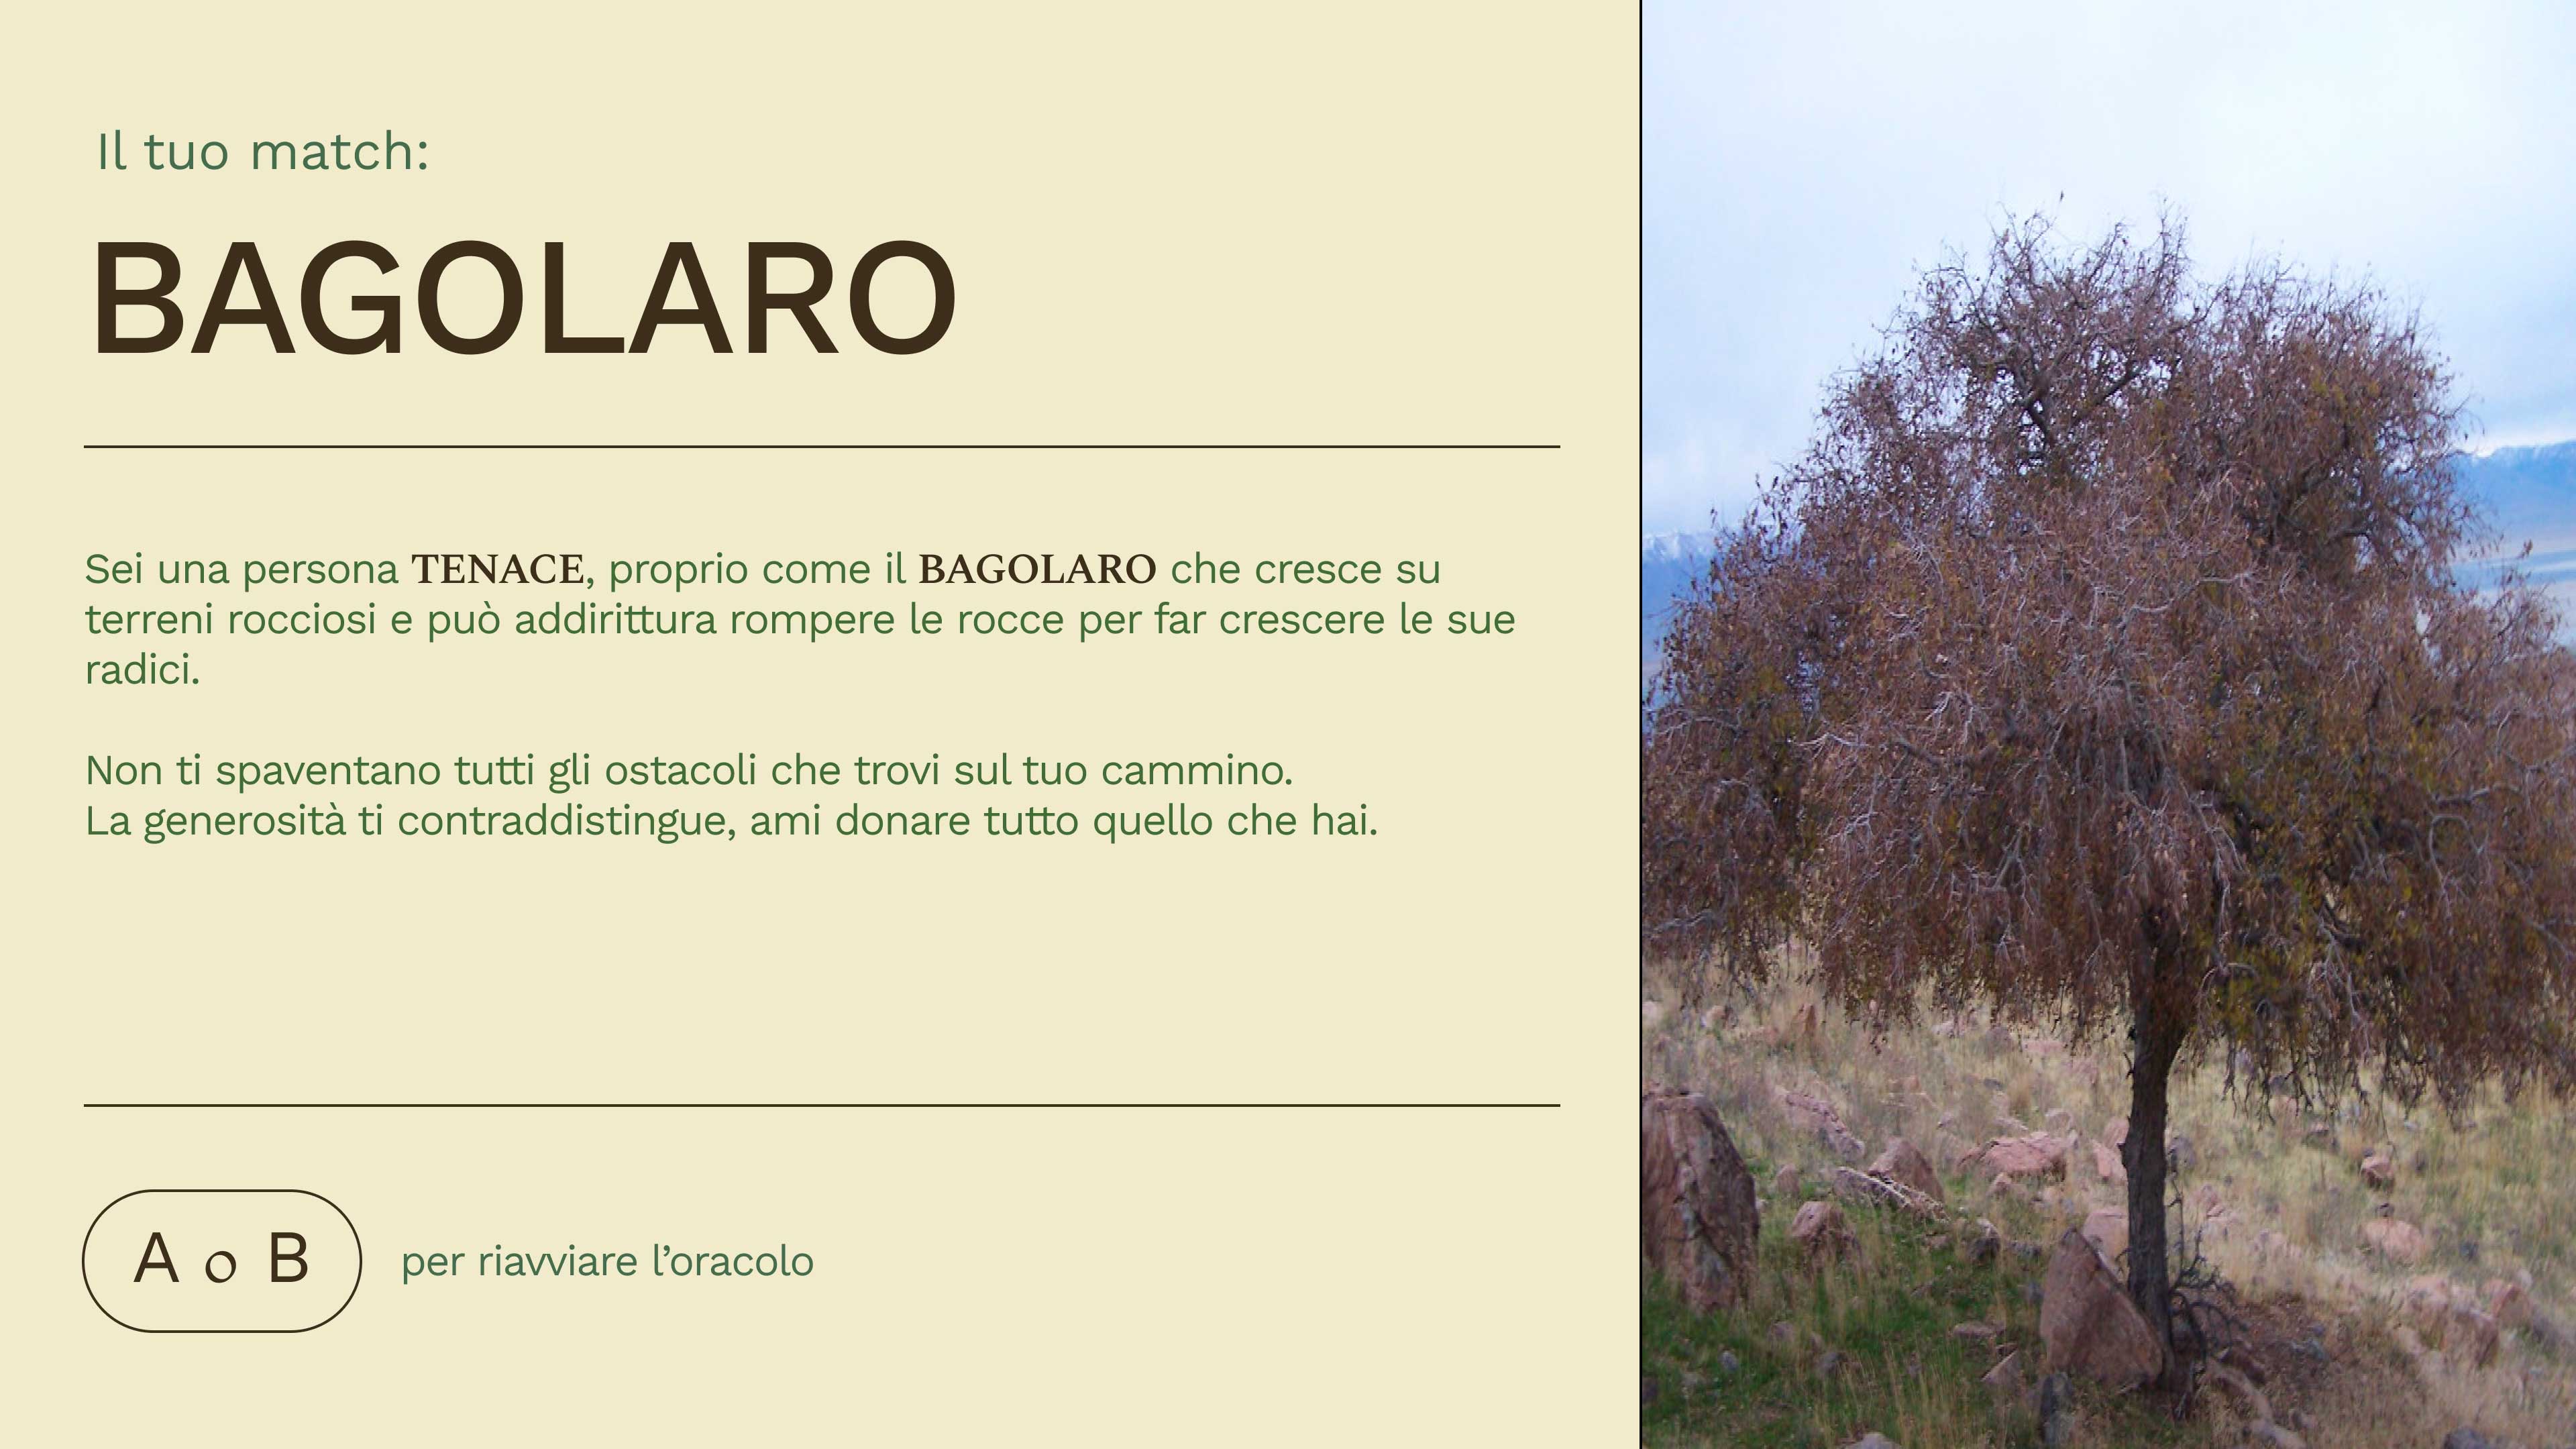 Il tuo match:
BAGOLARO
Sei una persona TENACE, proprio come il BAGOLARO che cresce su
terreni rocciosi e può addirittura rompere le rocce per far crescere le sue
radici.
Non ti spaventano tutti gli ostacoli che trovi sul tuo cammino.
La generosità ti contraddistingue, ami donare tutto quello che hai.
A o B per riavviare l’oracolo